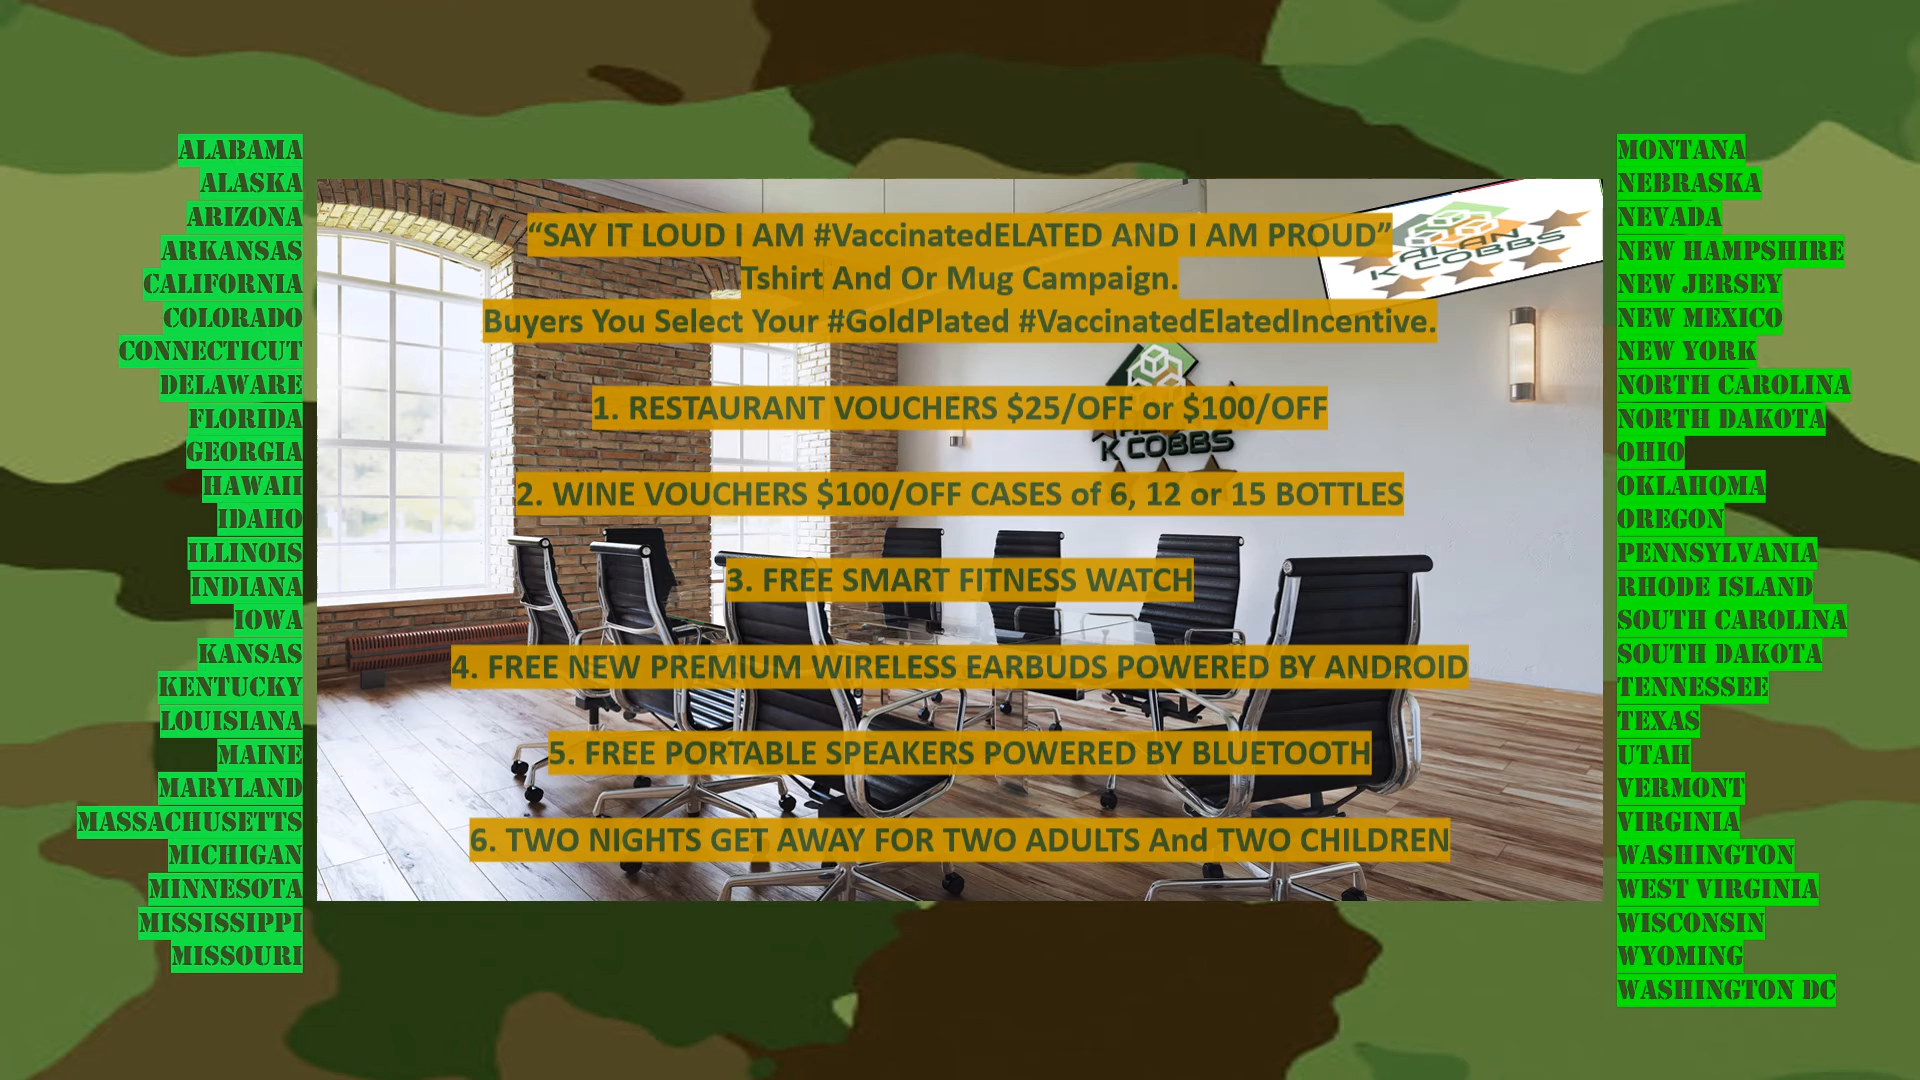 ALABAMA
ALASKA
ARIZONA
ARKANSAS
CALIFORNIA
COLORADO
CONNECTICUT
DELAWARE
FLORIDA
GEORGIA
HAWAII
IDAHO
ILLINOIS
INDIANA
IOWA
KANSAS
KENTUCKY
LOUISIANA
MAINE
MARYLAND
MASSACHUSETTS
MICHIGAN
MINNESOTA
MISSISSIPPI
MISSOURI
“SAY IT LOUD I AM #VaccinatedELATED AND I AM PROUD”
Tshirt And Or Mug Campaign.
Buyers You Select Your #GoldPlated #VaccinatedElatedIncentive.
1. RESTAURANT VOUCHERS $25/OFF or $100/OFF
2. WINE VOUCHERS $100/OFF CASES of 6, 12 or 15 BOTTLES
3. FREE SMART FITNESS WATCH
4. FREE NEW PREMIUM WIRELESS EARBUDS POWERED BY ANDROID
5. FREE PORTABLE SPEAKERS POWERED BY BLUETOOTH
6. TWO NIGHTS GET AWAY FOR TWO ADULTS And TWO CHILDREN
ALAN
K COBBS
K COBBS
MONTANA
NEBRASKA
NEVADA
NEW HAMPSHIRE
NEW JERSEY
NEW MEXICO
NEW YORK
NORTH CAROLINA
NORTH DAKOTA
OHIO
OKLAHOMA
OREGON
PENNSYLVANIA
RHODE ISLAND
SOUTH CAROLINA
SOUTH DAKOTA
TENNESSEE
TEXAS
UTAH
VERMONT
VIRGINIA
WASHINGTON
WEST VIRGINIA
WISCONSIN
WYOMING
WASHINGTON DC